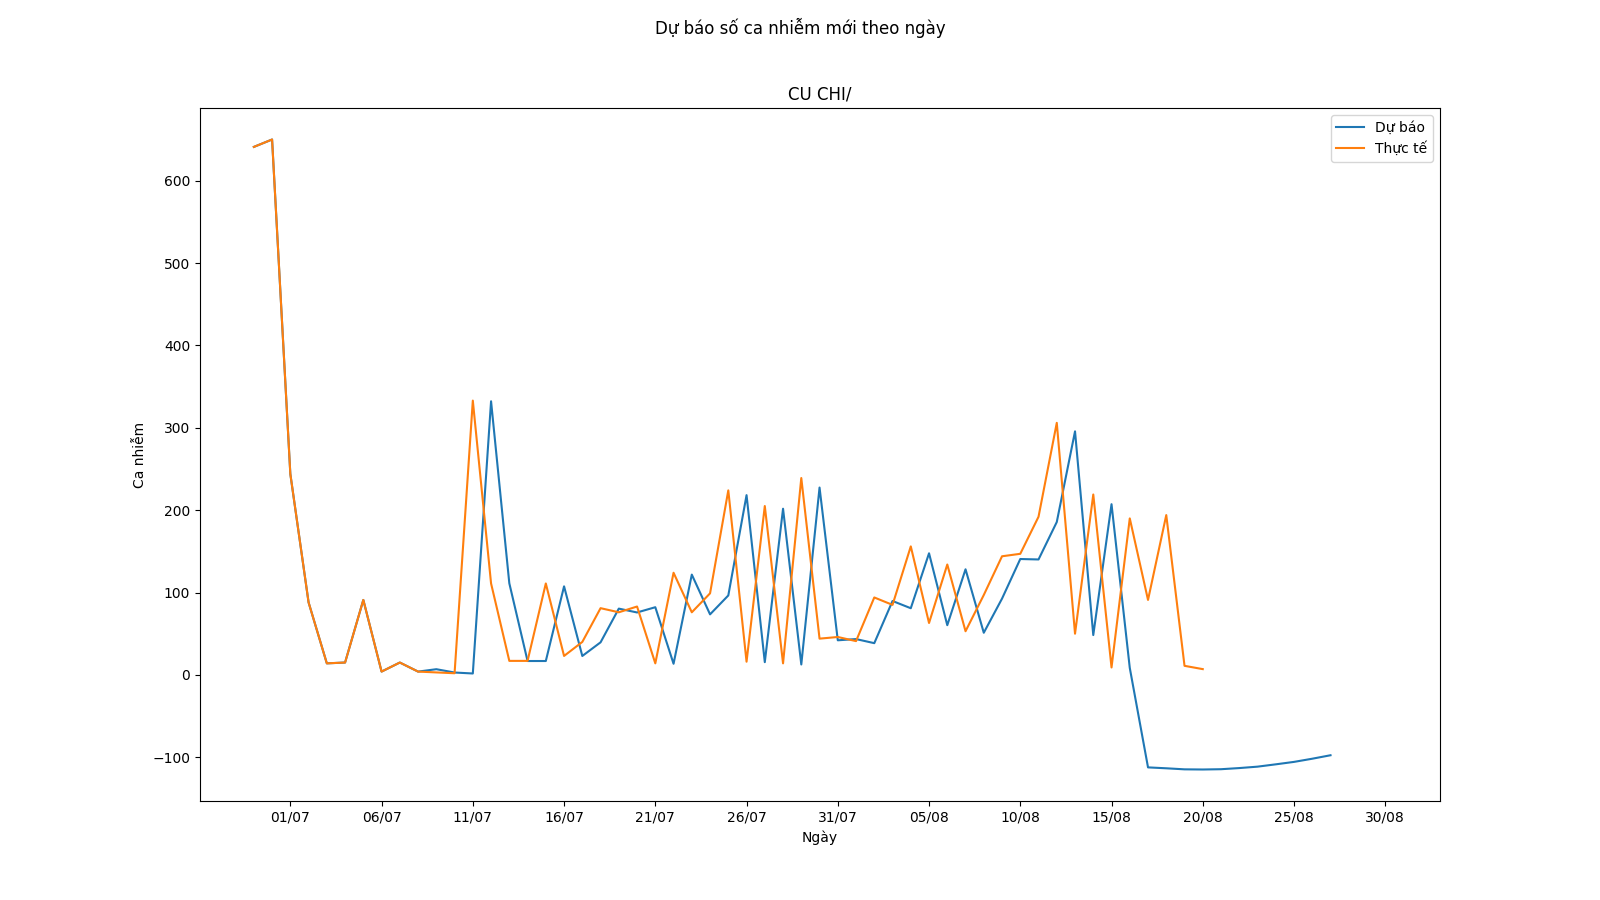 Dự báo số ca nhiễm mới theo ngày
CU CHI/
Dự báo
Thực tế
Ca nhiễm
600
500
400
300
200
100
0
−100
01/07 06/07 11/07 16/07 21/07 26/07 31/07 05/08 10/08 15/08 20/08 25/08 30/08
Ngày